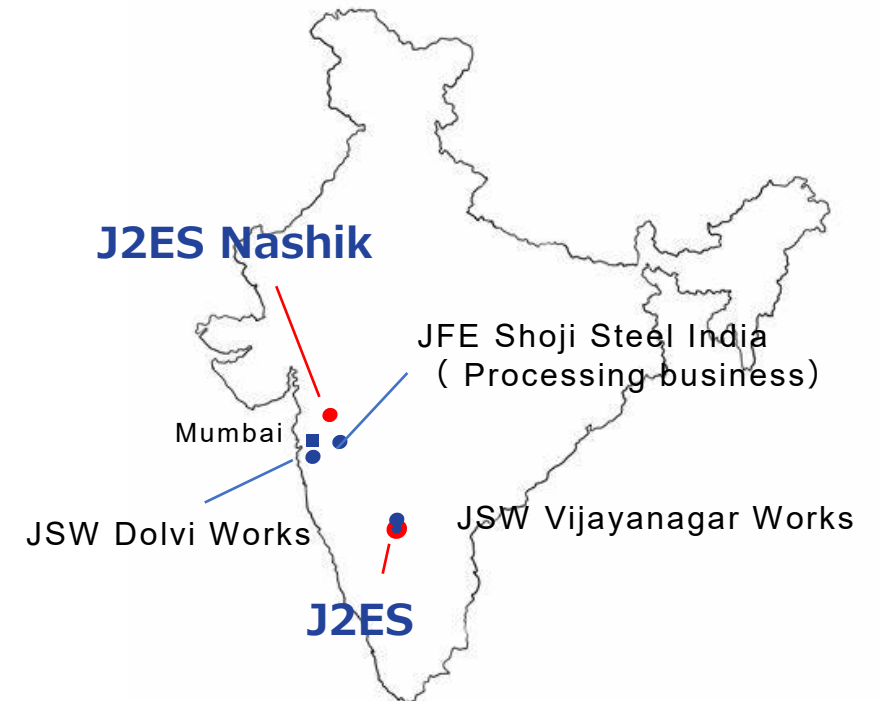 J2ES Nashik
JFE Shoji Steel India
（ Processing business）
Mumbai
JSW Vijayanagar Works
JSW Dolvi Works
J2ES